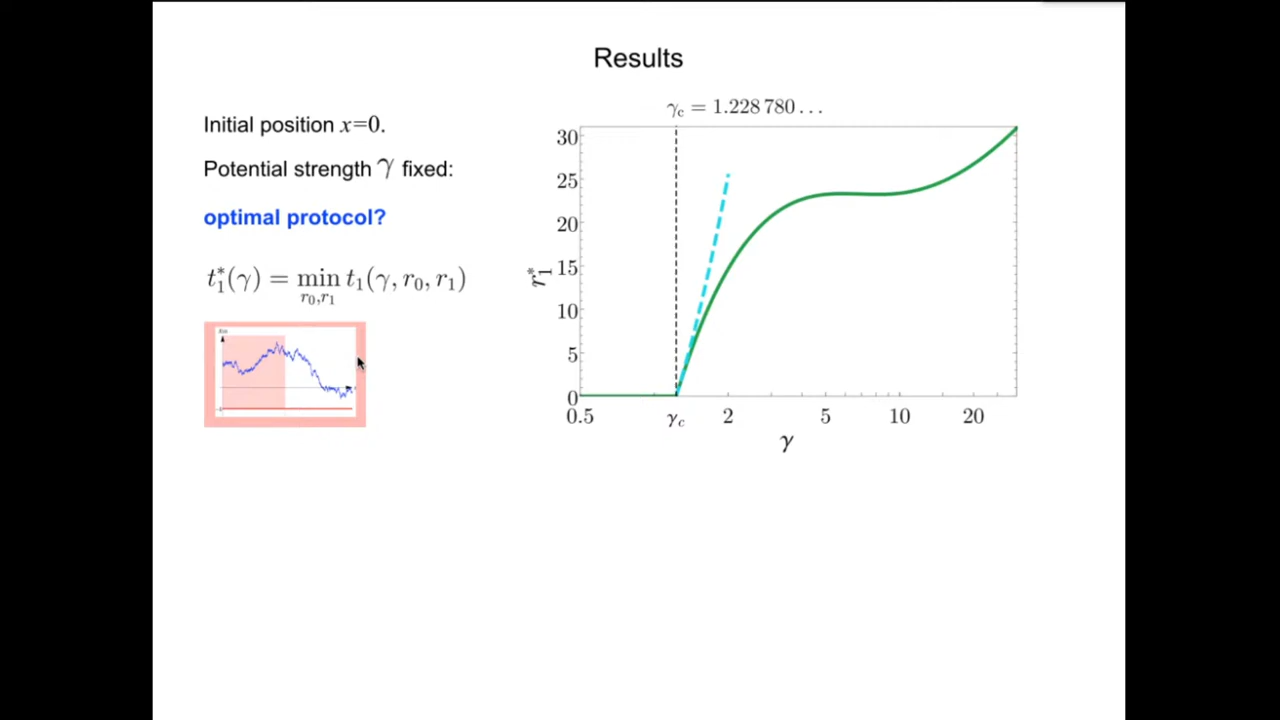 Results
Initial position x=0.
Potential strength γ fixed:
optimal protocol?
t₁*(γ) = min t₁(γ, r₀, r₁)
r₀,r₁
γc = 1.228 780...
30
25
20
15
10
5
0
r₁*
0.5
γc
2
5
10
20
γ